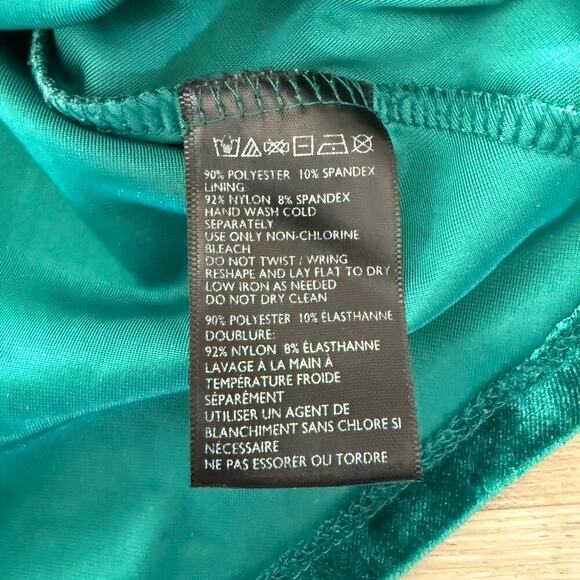 90% POLYESTER 10% SPANDEX
LINING:
92% NYLON 8% SPANDEX
HAND WASH COLD
SEPARATELY
USE ONLY NON-CHLORINE
BLEACH
DO NOT TWIST / WRING
RESHAPE AND LAY FLAT TO DRY
LOW IRON AS NEEDED
DO NOT DRY CLEAN
90% POLYESTER 10% ÉLASTHANNE
DOUBLURE:
92% NYLON 8% ÉLASTHANNE
LAVAGE À LA MAIN À
TEMPÉRATURE FROIDE
SÉPARÉMENT
UTILISER UN AGENT DE
BLANCHIMENT SANS CHLORE SI
NÉCESSAIRE
NE PAS ESSORER OU TORDRE